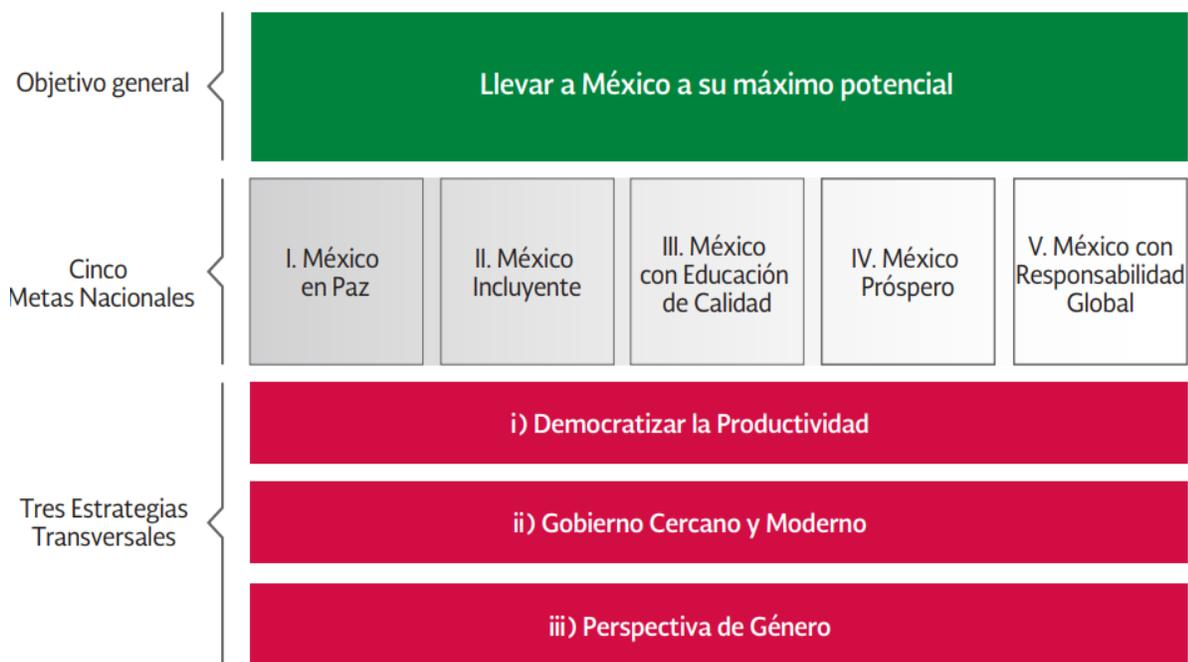 Objetivo general
Llevar a México a su máximo potencial
Cinco
Metas Nacionales
I. México
en Paz
II. México
Incluyente
III. México
con Educación
de Calidad
IV. México
Próspero
V. México con
Responsabilidad
Global
Tres Estrategias
Transversales
i) Democratizar la Productividad
ii) Gobierno Cercano y Moderno
iii) Perspectiva de Género